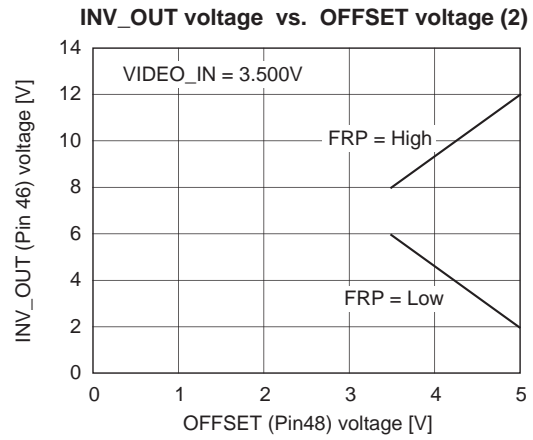 INV_OUT voltage vs. OFFSET voltage (2)
14
12
10
8
6
4
2
0
INV_OUT (Pin 46) voltage [V]
VIDEO_IN = 3.500V
FRP = High
FRP = Low
0 1 2 3 4 5
OFFSET (Pin48) voltage [V]